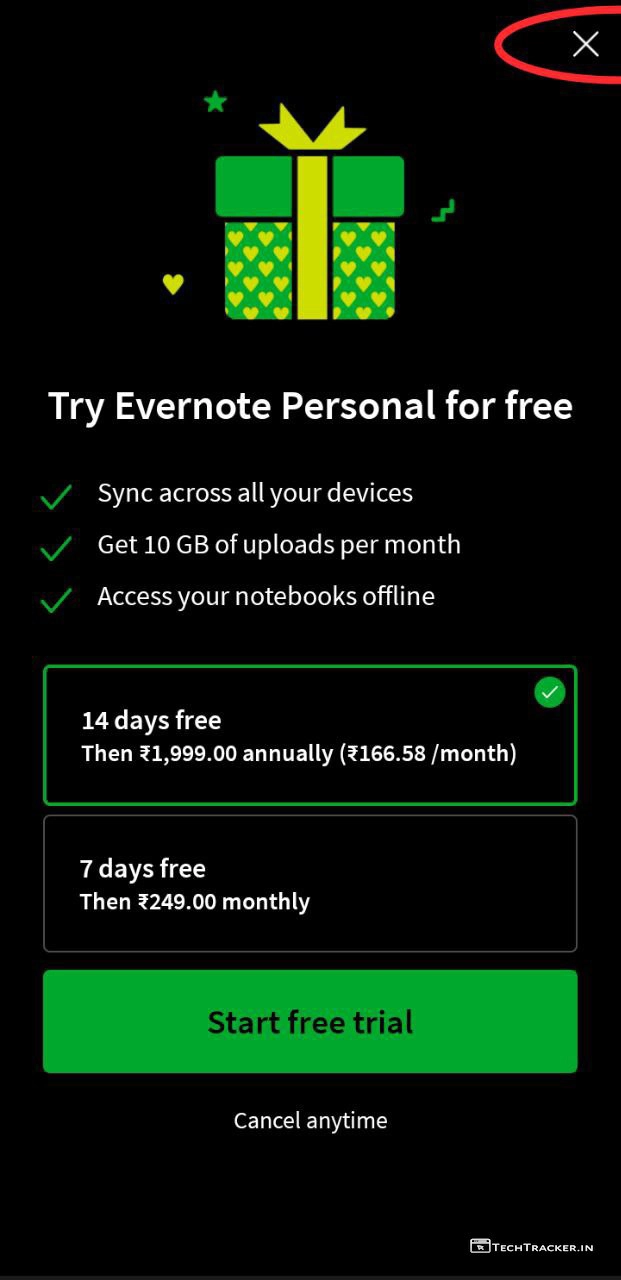 Try Evernote Personal for free
Sync across all your devices
Get 10 GB of uploads per month
Access your notebooks offline
14 days free
Then ₹1,999.00 annually (₹166.58 /month)
7 days free
Then ₹249.00 monthly
Start free trial
Cancel anytime
TECHTRACKER.IN